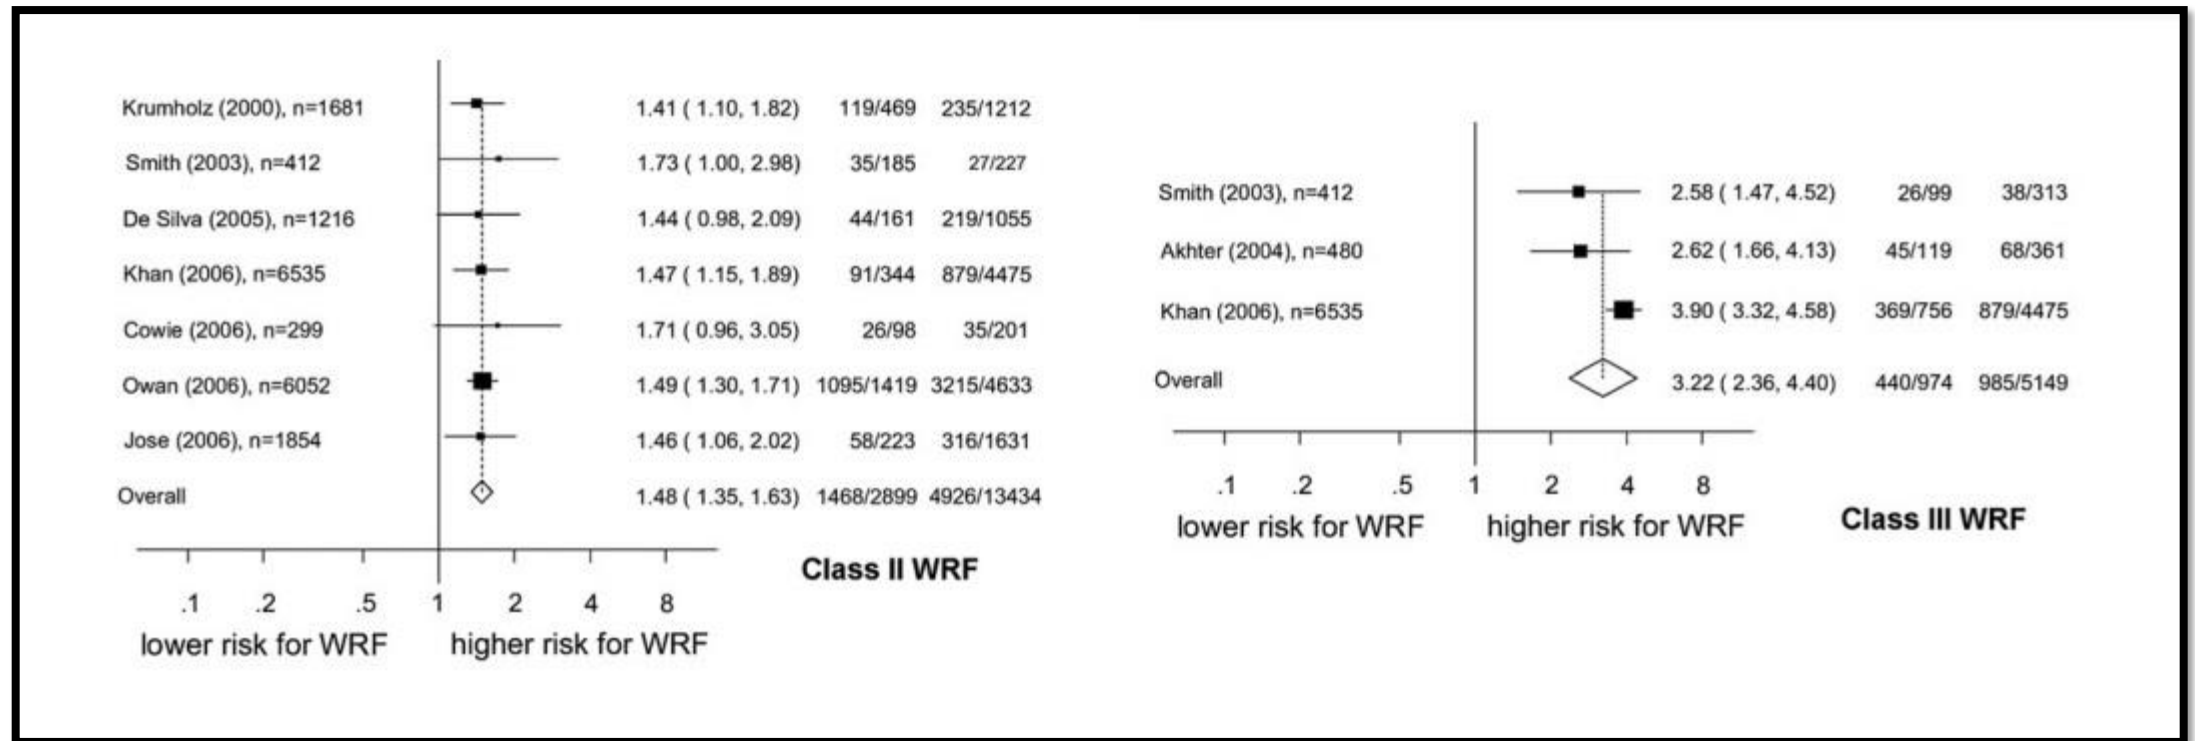 Krumholz (2000), n=1681 1.41 ( 1.10, 1.82) 119/469 235/1212
Smith (2003), n=412 1.73 ( 1.00, 2.98) 35/185 27/227
De Silva (2005), n=1216 1.44 ( 0.98, 2.09) 44/161 219/1055
Khan (2006), n=6535 1.47 ( 1.15, 1.89) 91/344 879/4475
Cowie (2006), n=299 1.71 ( 0.96, 3.05) 26/98 35/201
Owan (2006), n=6052 1.49 ( 1.30, 1.71) 1095/1419 3215/4633
Jose (2006), n=1854 1.46 ( 1.06, 2.02) 58/223 316/1631
Overall 1.48 ( 1.35, 1.63) 1468/2899 4926/13434
Class II WRF
.1 .2 .5 1 2 4 8
lower risk for WRF higher risk for WRF
Smith (2003), n=412 2.58 ( 1.47, 4.52) 26/99 38/313
Akhter (2004), n=480 2.62 ( 1.66, 4.13) 45/119 68/361
Khan (2006), n=6535 3.90 ( 3.32, 4.58) 369/756 879/4475
Overall 3.22 ( 2.36, 4.40) 440/974 985/5149
.1 .2 .5 1 2 4 8
lower risk for WRF higher risk for WRF
Class III WRF